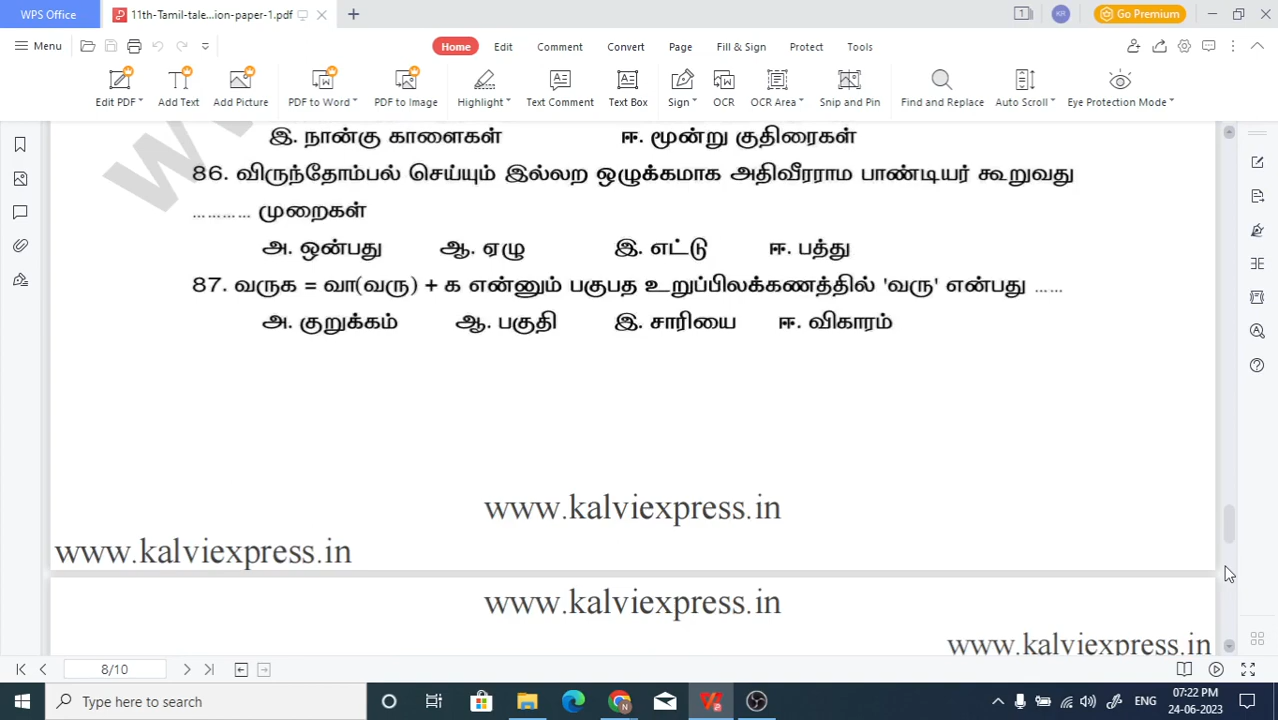 WPS Office
11th-Tamil-tale...ion-paper-1.pdf
KR
Go Premium
Menu
Home
Edit
Comment
Convert
Page
Fill & Sign
Protect
Tools
Edit PDF
Add Text
Add Picture
PDF to Word
PDF to Image
Highlight
Text Comment
Text Box
Sign
OCR
OCR Area
Snip and Pin
Find and Replace
Auto Scroll
Eye Protection Mode
இ. நான்கு காளைகள் ஈ. மூன்று குதிரைகள்
86. விருந்தோம்பல் செய்யும் இல்லற ஒழுக்கமாக அதிவீரராம பாண்டியர் கூறுவது
............ முறைகள்
அ. ஒன்பது ஆ. ஏழு இ. எட்டு ஈ. பத்து
87. வருக = வா(வரு) + க என்னும் பகுபத உறுப்பிலக்கணத்தில் 'வரு' என்பது ......
அ. குறுக்கம் ஆ. பகுதி இ. சாரியை ஈ. விகாரம்
www.kalviexpress.in
www.kalviexpress.in
www.kalviexpress.in
www.kalviexpress.in
8/10
Type here to search
ENG
07:22 PM
24-06-2023